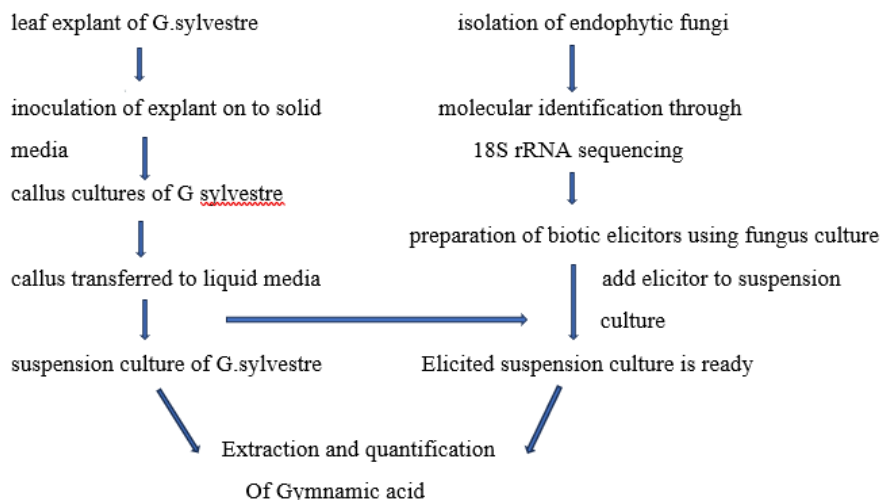 leaf explant of G.sylvestre
inoculation of explant on to solid
media
callus cultures of G sylvestre
callus transferred to liquid media
suspension culture of G.sylvestre
isolation of endophytic fungi
molecular identification through
18S rRNA sequencing
preparation of biotic elicitors using fungus culture
add elicitor to suspension
culture
Elicited suspension culture is ready
Extraction and quantification
Of Gymnamic acid